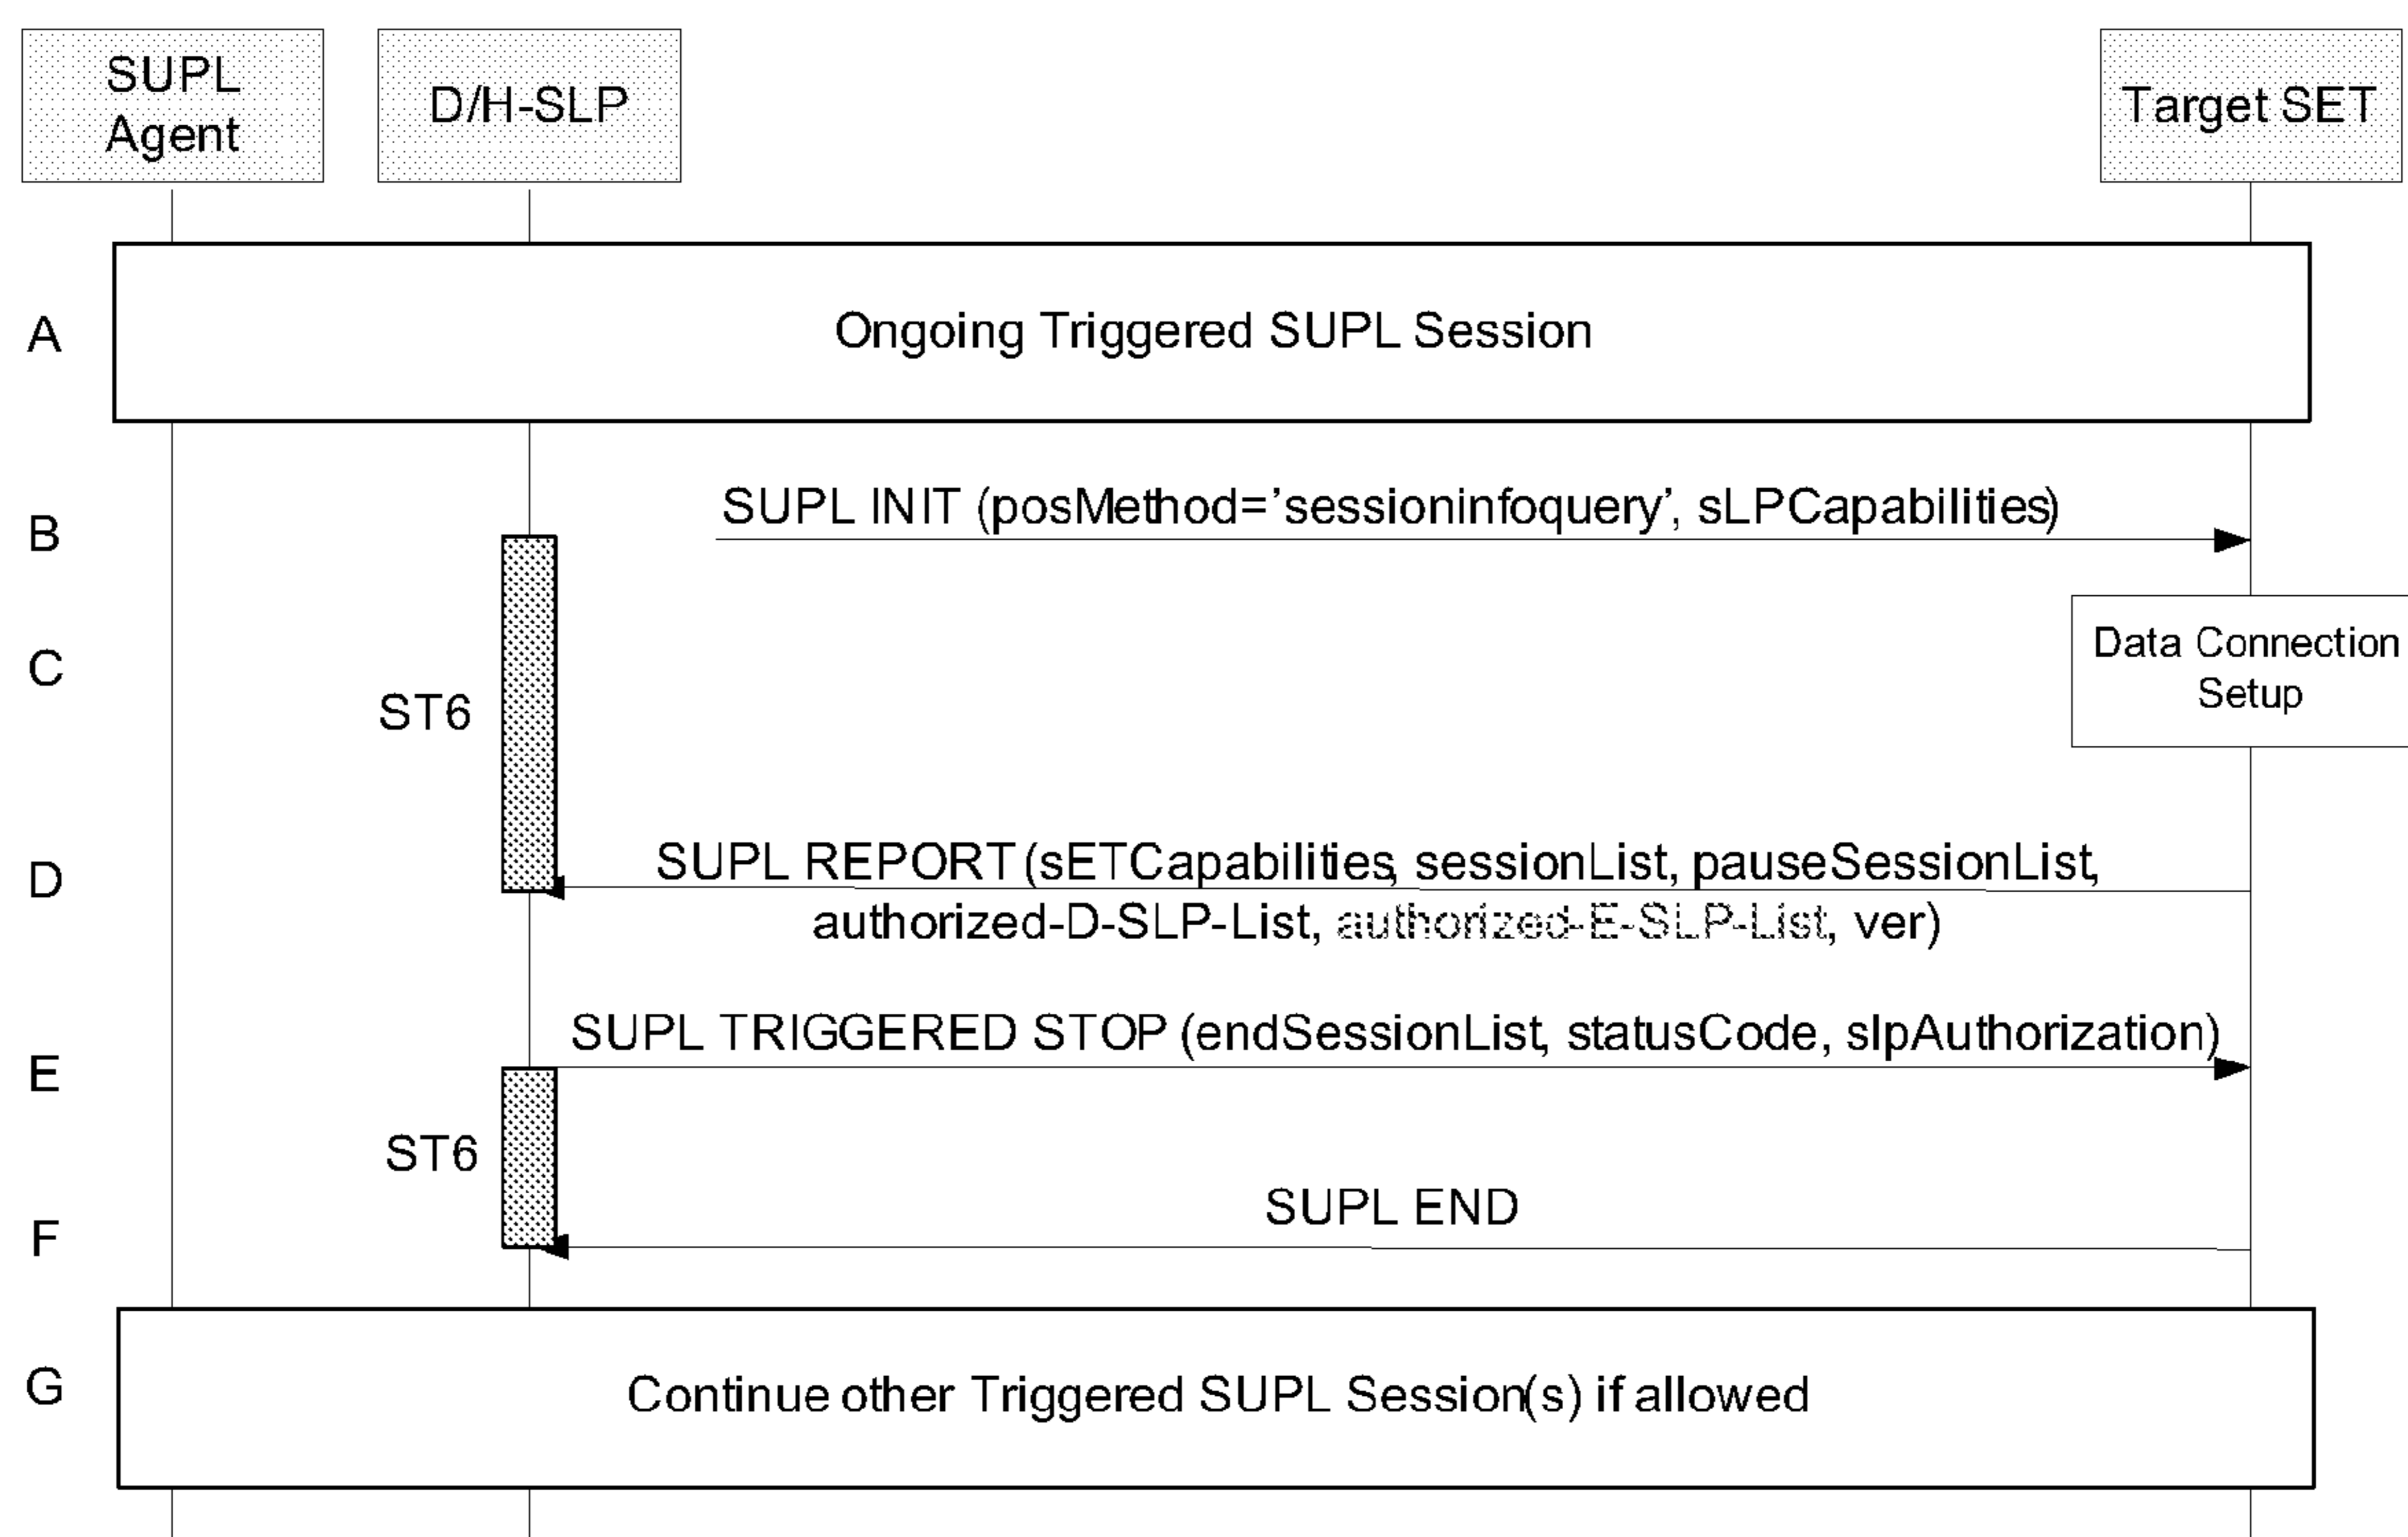 SUPL
Agent
D/H-SLP
Target SET
A
Ongoing Triggered SUPL Session
B
SUPL INIT (posMethod=’sessioninfoquery’, sLPCapabilities)
C
Data Connection
Setup
ST6
D
SUPL REPORT (sETCapabilities, sessionList, pauseSessionList,
authorized-D-SLP-List, authorized-E-SLP-List, ver)
E
SUPL TRIGGERED STOP (endSessionList, statusCode, slpAuthorization)
ST6
F
SUPL END
G
Continue other Triggered SUPL Session(s) if allowed